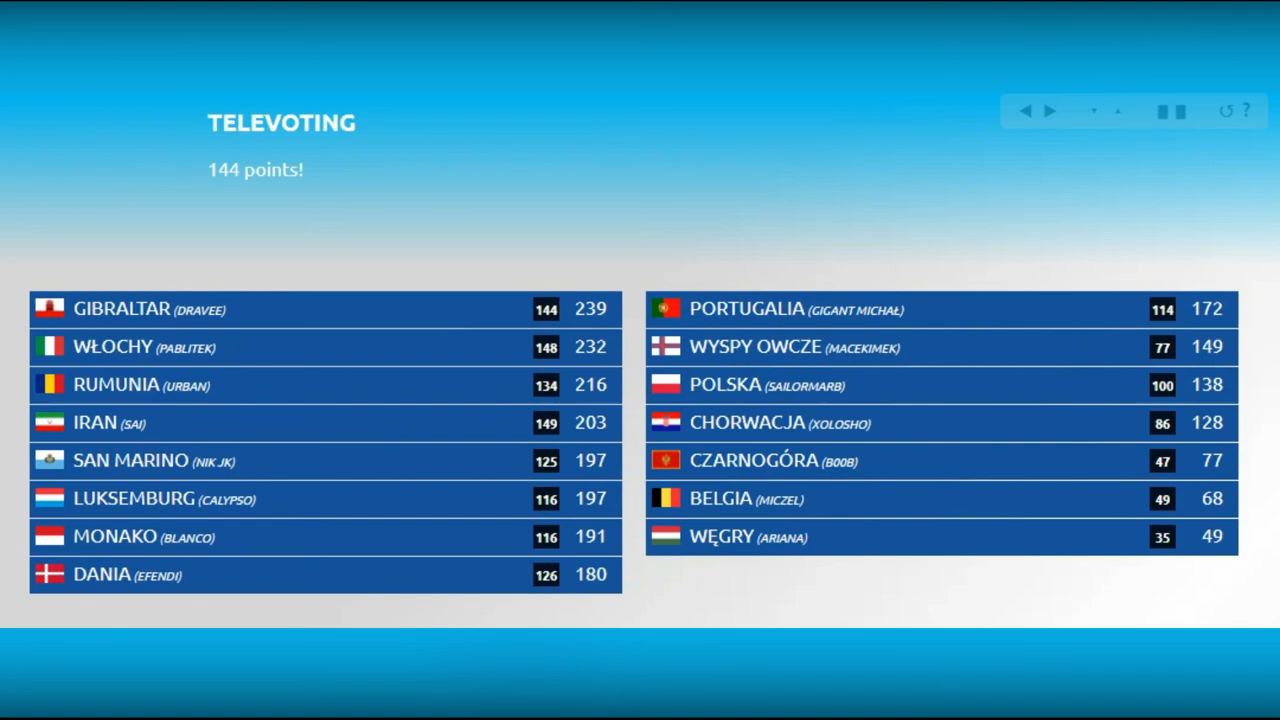 TELEVOTING
144 points!
GIBRALTAR (DRAVEE) 144 239
WŁOCHY (PABLITEK) 148 232
RUMUNIA (URBAN) 134 216
IRAN (SAI) 149 203
SAN MARINO (NIK JK) 125 197
LUKSEMBURG (CALYPSO) 116 197
MONAKO (BLANCO) 116 191
DANIA (EFENDI) 126 180
PORTUGALIA (GIGANT MICHAŁ) 114 172
WYSPY OWCZE (MACEKIMEK) 77 149
POLSKA (SAILORMARB) 100 138
CHORWACJA (XOLOSHO) 86 128
CZARNOGÓRA (B00B) 47 77
BELGIA (MICZEL) 49 68
WĘGRY (ARIANA) 35 49